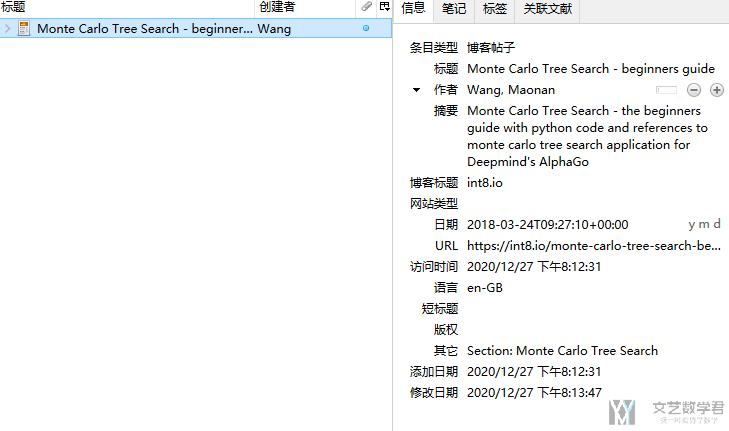 标题
创建者
Monte Carlo Tree Search - beginner...
Wang
信息
笔记
标签
关联文献
条目类型 博客帖子
标题 Monte Carlo Tree Search - beginners guide
作者 Wang, Maonan
摘要 Monte Carlo Tree Search - the beginners
guide with python code and references to
monte carlo tree search application for
Deepmind's AlphaGo
博客标题 int8.io
网站类型
日期 2018-03-24T09:27:10+00:00 y m d
URL https://int8.io/monte-carlo-tree-search-be...
访问时间 2020/12/27 下午8:12:31
语言 en-GB
短标题
版权
其它 Section: Monte Carlo Tree Search
添加日期 2020/12/27 下午8:12:31
修改日期 2020/12/27 下午8:13:47
文艺数学君